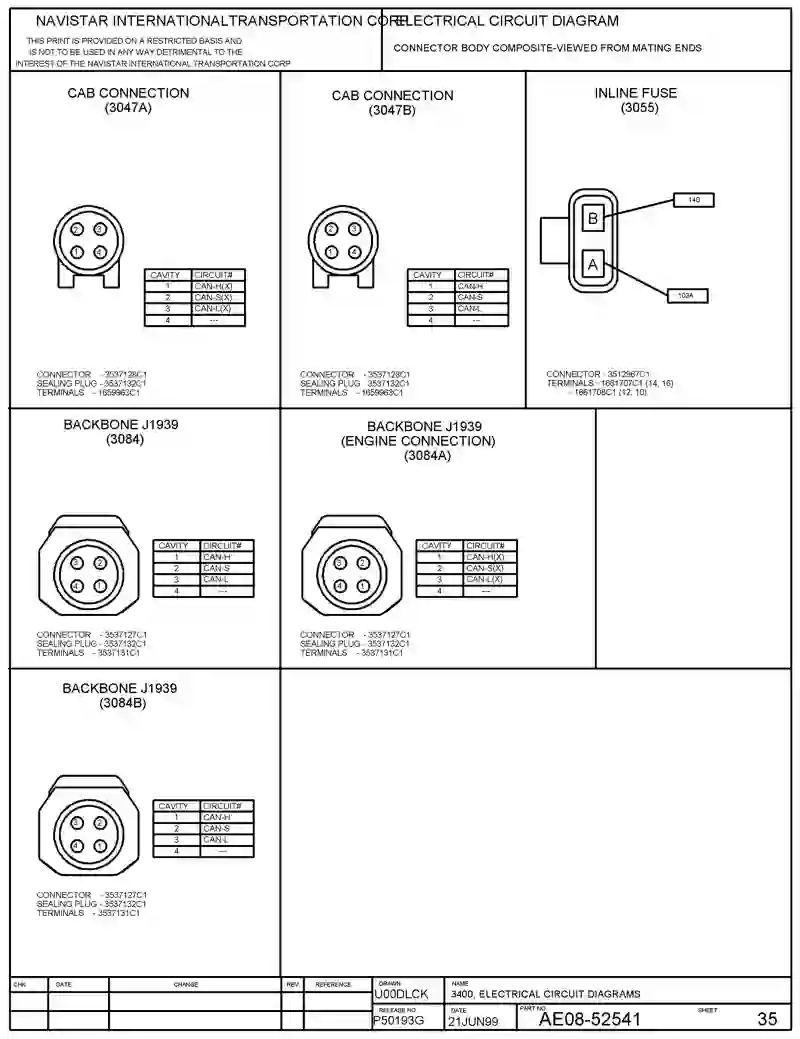 NAVISTAR INTERNATIONALTRANSPORTATION CORP
THIS PRINT IS PROVIDED ON A RESTRICTED BASIS AND
IS NOT TO BE USED IN ANY WAY DETRIMENTAL TO THE
INTEREST OF THE NAVISTAR INTERNATIONAL TRANSPORTATION CORP
ELECTRICAL CIRCUIT DIAGRAM
CONNECTOR BODY COMPOSITE-VIEWED FROM MATING ENDS
CAB CONNECTION
(3047A)
2 3
1 4
CAVITY CIRCUIT#
1 CAN-H(X)
2 CAN-S(X)
3 CAN-L(X)
4 ---
CONNECTOR -3537128C1
SEALING PLUG -3537132C1
TERMINALS - 1659963C1
CAB CONNECTION
(3047B)
2 3
1 4
CAVITY CIRCUIT#
1 CAN-H
2 CAN-S
3 CAN-L
4 ---
CONNECTOR - 3537128C1
SEALING PLUG 3537132C1
TERMINALS - 1659963C1
INLINE FUSE
(3055)
B
A
14G
CONNECTOR - 3512967C1
TERMINALS -1661707C1 (14, 16)
- 1661708C1 (12, 10)
BACKBONE J1939
(3084)
3 2
4 1
CAVITY CIRCUIT#
1 CAN-H
2 CAN-S
3 CAN-L
4 ---
CONNECTOR - 3537127C1
SEALING PLUG - 3537132C1
TERMINALS - 3537131C1
BACKBONE J1939
(ENGINE CONNECTION)
(3084A)
3 2
4 1
CAVITY CIRCUIT#
1 CAN-H(X)
2 CAN-S(X)
3 CAN-L(X)
4 ---
CONNECTOR - 3537127C1
SEALING PLUG - 3537132C1
TERMINALS - 3537131C1
BACKBONE J1939
(3084B)
3 2
4 1
CAVITY CIRCUIT#
1 CAN-H
2 CAN-S
3 CAN-L
4 ---
CONNECTOR - 3537127C1
SEALING PLUG - 3537132C1
TERMINALS - 3537131C1
CHK DATE CHANGE REV REFERENCE
DRAWN
U00DLCK
NAME
3400, ELECTRICAL CIRCUIT DIAGRAMS
RELEASE NO
P50193G
DATE
21JUN99
PART NO.
AE08-52541
SHEET
35